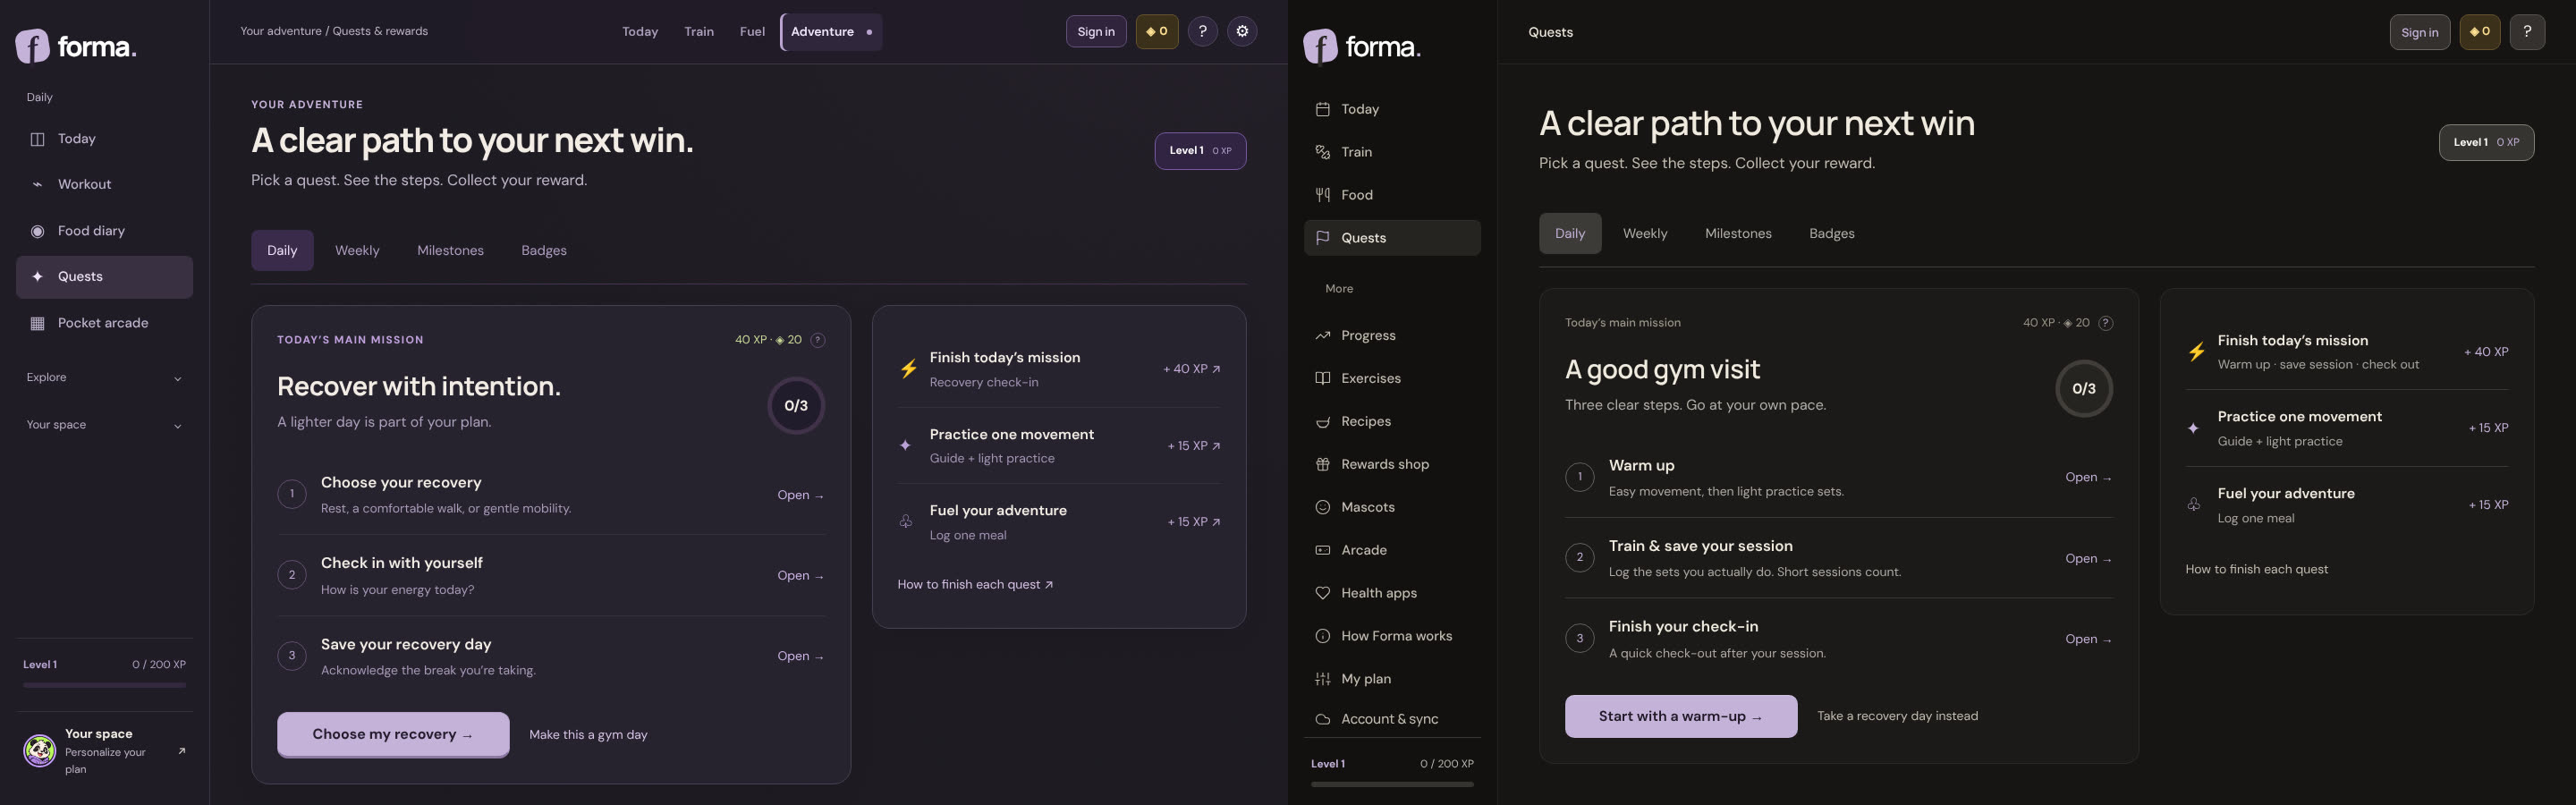 forma.
Daily
Today
Workout
Food diary
Quests
Pocket arcade
Explore
Your space
Level 1 0 / 200 XP
Your space
Personalize your
plan
Your adventure / Quests & rewards
Today Train Fuel Adventure
Sign in ◈ 0 ?
YOUR ADVENTURE
A clear path to your next win.
Pick a quest. See the steps. Collect your reward.
Level 1 0 XP
Daily Weekly Milestones Badges
TODAY'S MAIN MISSION 40 XP · ◈ 20 ?
Recover with intention.
A lighter day is part of your plan.
0/3
1 Choose your recovery Open →
Rest, a comfortable walk, or gentle mobility.
2 Check in with yourself Open →
How is your energy today?
3 Save your recovery day Open →
Acknowledge the break you're taking.
Choose my recovery → Make this a gym day
Finish today's mission + 40 XP ↗
Recovery check-in
Practice one movement + 15 XP ↗
Guide + light practice
Fuel your adventure + 15 XP ↗
Log one meal
How to finish each quest ↗
forma.
Today
Train
Food
Quests
More
Progress
Exercises
Recipes
Rewards shop
Mascots
Arcade
Health apps
How Forma works
My plan
Account & sync
Level 1 0 / 200 XP
Quests
Sign in ◈ 0 ?
A clear path to your next win
Pick a quest. See the steps. Collect your reward.
Level 1 0 XP
Daily Weekly Milestones Badges
Today's main mission 40 XP · ◈ 20 ?
A good gym visit
Three clear steps. Go at your own pace.
0/3
1 Warm up Open →
Easy movement, then light practice sets.
2 Train & save your session Open →
Log the sets you actually do. Short sessions count.
3 Finish your check-in Open →
A quick check-out after your session.
Start with a warm-up → Take a recovery day instead
Finish today's mission + 40 XP
Warm up · save session · check out
Practice one movement + 15 XP
Guide + light practice
Fuel your adventure + 15 XP
Log one meal
How to finish each quest